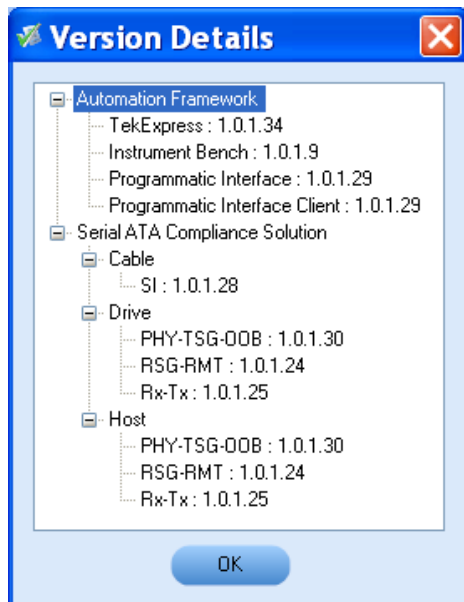 Version Details
Automation Framework
TekExpress : 1.0.1.34
Instrument Bench : 1.0.1.9
Programmatic Interface : 1.0.1.29
Programmatic Interface Client : 1.0.1.29
Serial ATA Compliance Solution
Cable
SI : 1.0.1.28
Drive
PHY-TSG-OOB : 1.0.1.30
RSG-RMT : 1.0.1.24
Rx-Tx : 1.0.1.25
Host
PHY-TSG-OOB : 1.0.1.30
RSG-RMT : 1.0.1.24
Rx-Tx : 1.0.1.25
OK